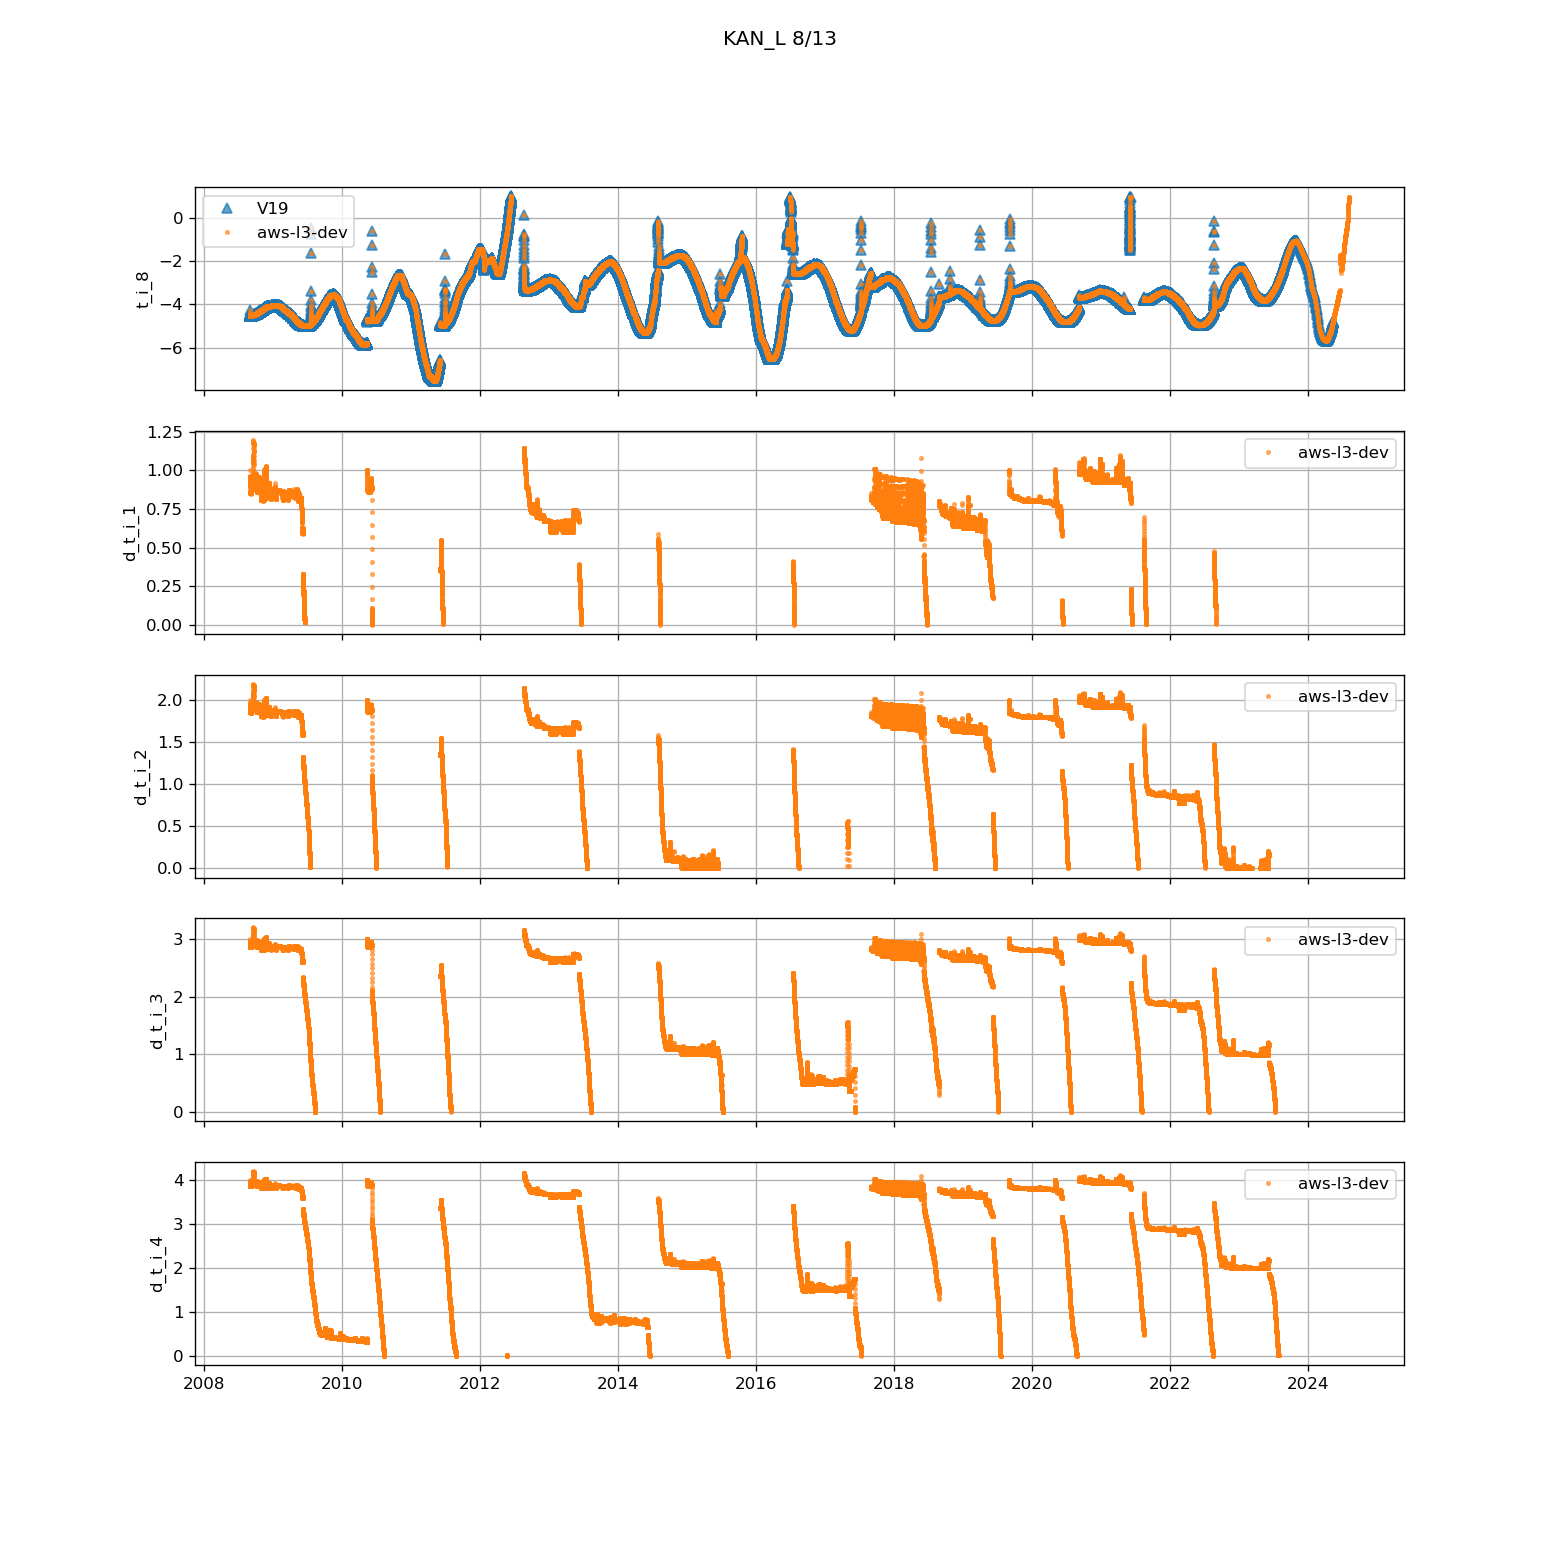 KAN_L 8/13
V19
aws-l3-dev
t_i_8
0
−2
−4
−6
aws-l3-dev
d_t_i_1
1.25
1.00
0.75
0.50
0.25
0.00
aws-l3-dev
d_t_i_2
2.0
1.5
1.0
0.5
0.0
aws-l3-dev
d_t_i_3
3
2
1
0
aws-l3-dev
d_t_i_4
4
3
2
1
0
2008 2010 2012 2014 2016 2018 2020 2022 2024